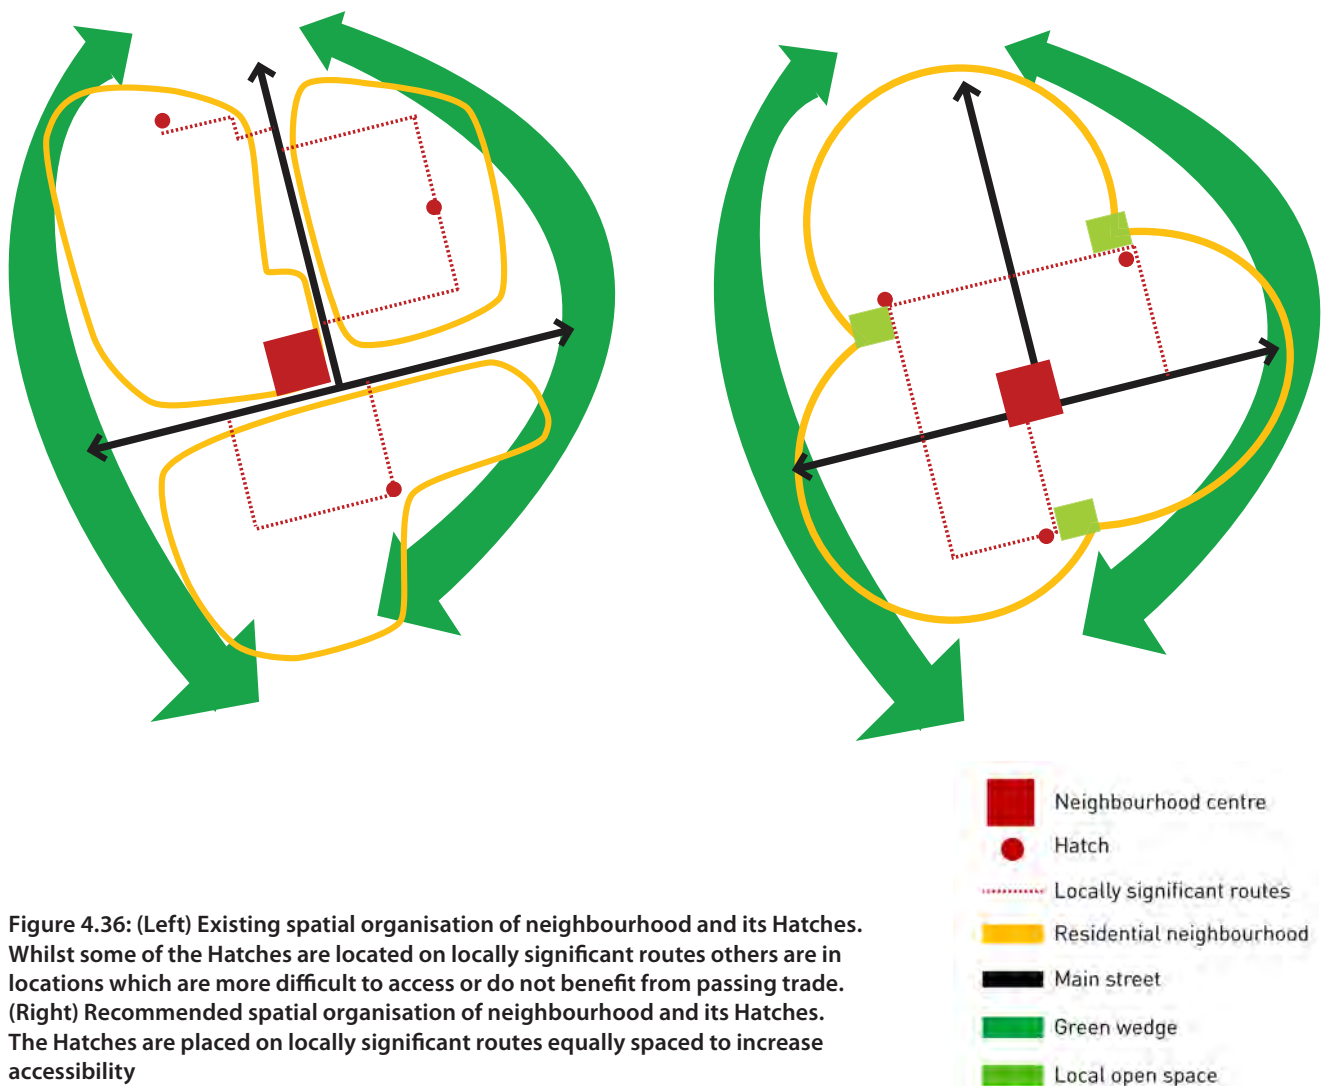 Neighbourhood centre
Hatch
Locally significant routes
Residential neighbourhood
Main street
Green wedge
Local open space
Figure 4.36: (Left) Existing spatial organisation of neighbourhood and its Hatches.
Whilst some of the Hatches are located on locally significant routes others are in
locations which are more difficult to access or do not benefit from passing trade.
(Right) Recommended spatial organisation of neighbourhood and its Hatches.
The Hatches are placed on locally significant routes equally spaced to increase
accessibility